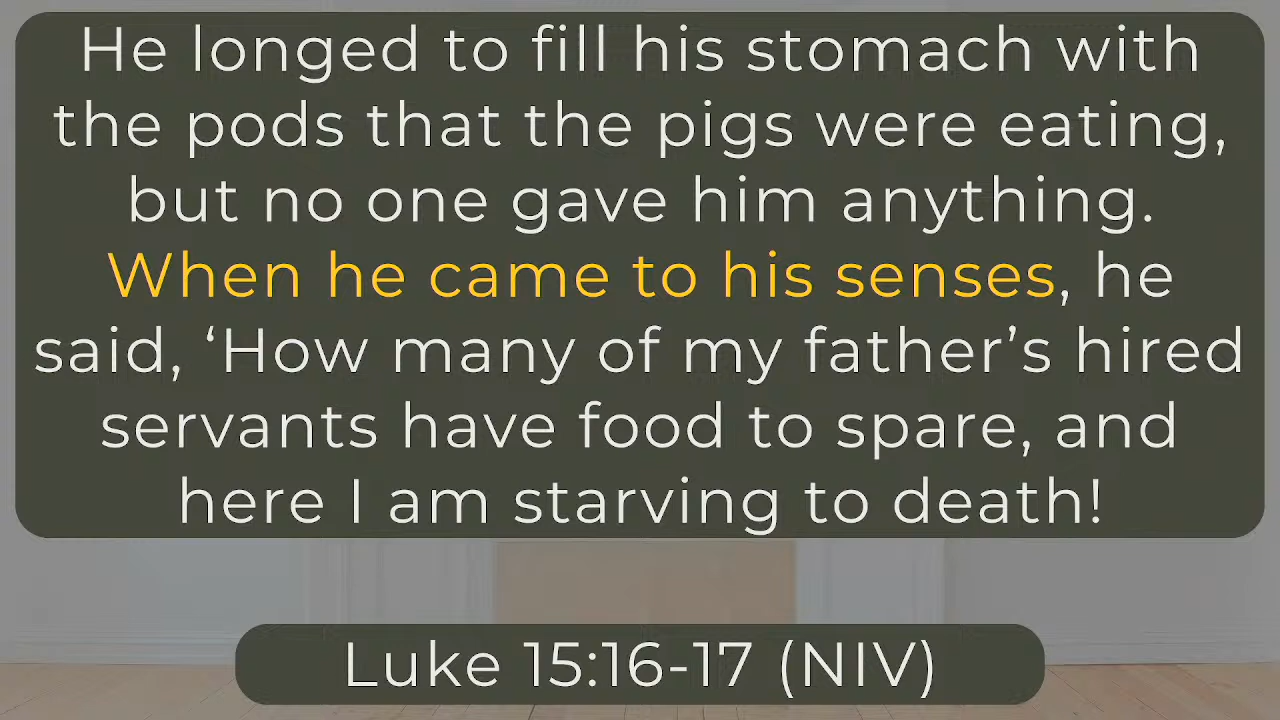 He longed to fill his stomach with
the pods that the pigs were eating,
but no one gave him anything.
When he came to his senses, he
said, ‘How many of my father’s hired
servants have food to spare, and
here I am starving to death!
Luke 15:16-17 (NIV)